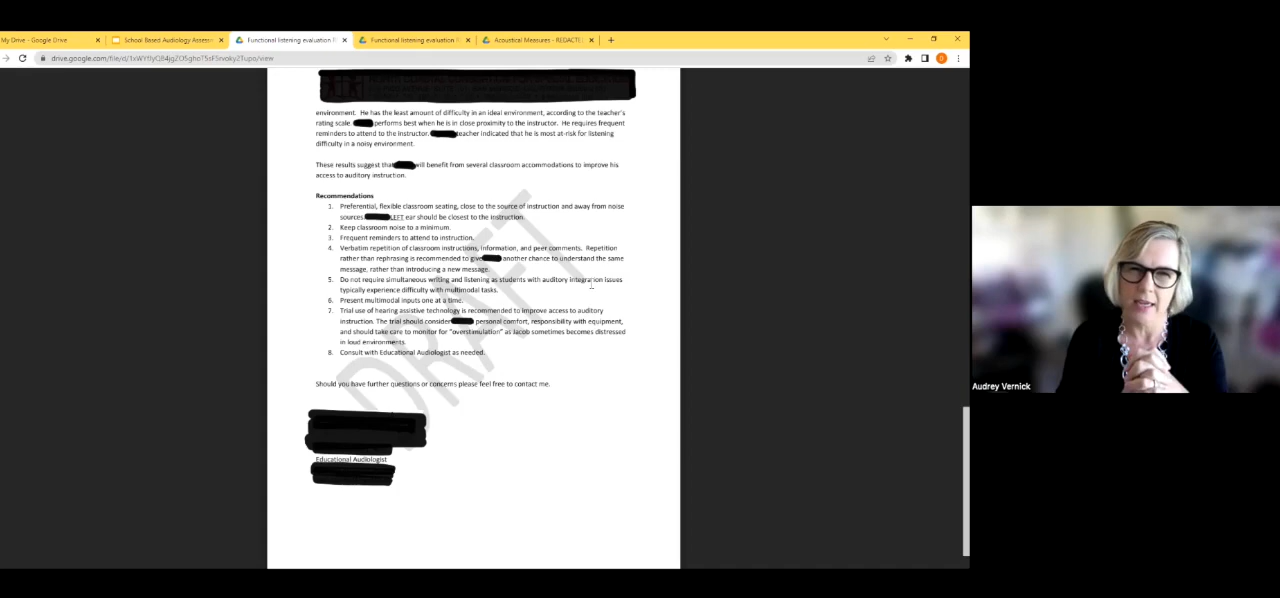 My Drive - Google Drive
School Based Audiology Assess
Functional listening evaluation
Functional listening evaluation
Acoustical Measures - REDACTE
environment. He has the least amount of difficulty in an ideal environment, according to the teacher's
rating scale. performs best when he is in close proximity to the instructor. He requires frequent
reminders to attend to the instructor. teacher indicated that he is most at-risk for listening
difficulty in a noisy environment.
These results suggest that will benefit from several classroom accommodations to improve his
access to auditory instruction.
Recommendations
1. Preferential, flexible classroom seating, close to the source of instruction and away from noise
sources. LEFT ear should be closest to the instruction.
2. Keep classroom noise to a minimum.
3. Frequent reminders to attend to instruction.
4. Verbatim repetition of classroom instructions, information, and peer comments. Repetition
rather than rephrasing is recommended to give another chance to understand the same
message, rather than introducing a new message.
5. Do not require simultaneous writing and listening as students with auditory integration issues
typically experience difficulty with multimodal tasks.
6. Present multimodal inputs one at a time.
7. Trial use of hearing assistive technology is recommended to improve access to auditory
instruction. The trial should consider personal comfort, responsibility with equipment,
and should take care to monitor for "overstimulation" as Jacob sometimes becomes distressed
in loud environments.
8. Consult with Educational Audiologist as needed.
Should you have further questions or concerns please feel free to contact me.
DRAFT
Educational Audiologist
Audrey Vernick